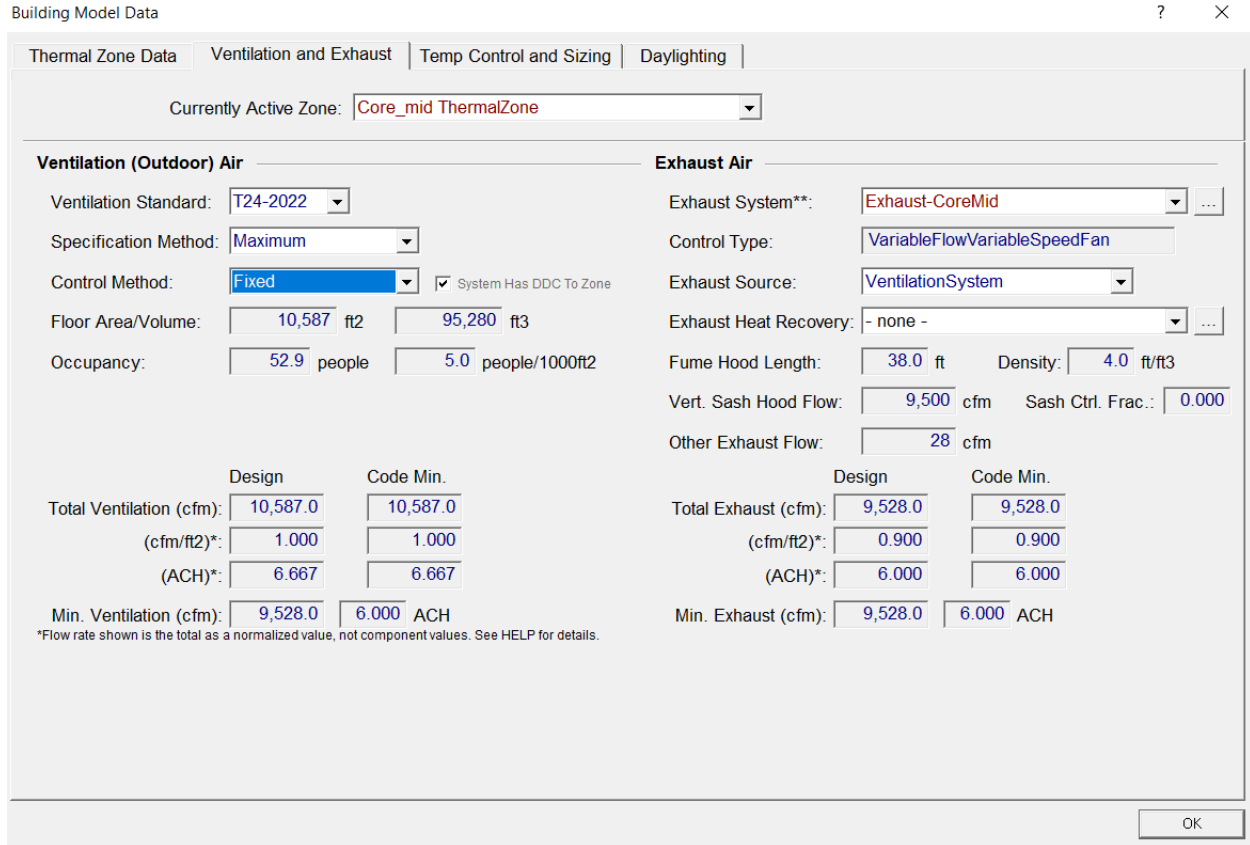 Building Model Data ? ×
Thermal Zone Data Ventilation and Exhaust Temp Control and Sizing Daylighting
Currently Active Zone: Core_mid ThermalZone
Ventilation (Outdoor) Air Exhaust Air
Ventilation Standard: T24-2022 Exhaust System**: Exhaust-CoreMid ...
Specification Method: Maximum Control Type: VariableFlowVariableSpeedFan
Control Method: Fixed System Has DDC To Zone Exhaust Source: VentilationSystem
Floor Area/Volume: 10,587 ft2 95,280 ft3 Exhaust Heat Recovery: - none - ...
Occupancy: 52.9 people 5.0 people/1000ft2 Fume Hood Length: 38.0 ft Density: 4.0 ft/ft3
Vert. Sash Hood Flow: 9,500 cfm Sash Ctrl. Frac.: 0.000
Other Exhaust Flow: 28 cfm
Design Code Min. Design Code Min.
Total Ventilation (cfm): 10,587.0 10,587.0 Total Exhaust (cfm): 9,528.0 9,528.0
(cfm/ft2)*: 1.000 1.000 (cfm/ft2)*: 0.900 0.900
(ACH)*: 6.667 6.667 (ACH)*: 6.000 6.000
Min. Ventilation (cfm): 9,528.0 6.000 ACH Min. Exhaust (cfm): 9,528.0 6.000 ACH
*Flow rate shown is the total as a normalized value, not component values. See HELP for details.
OK